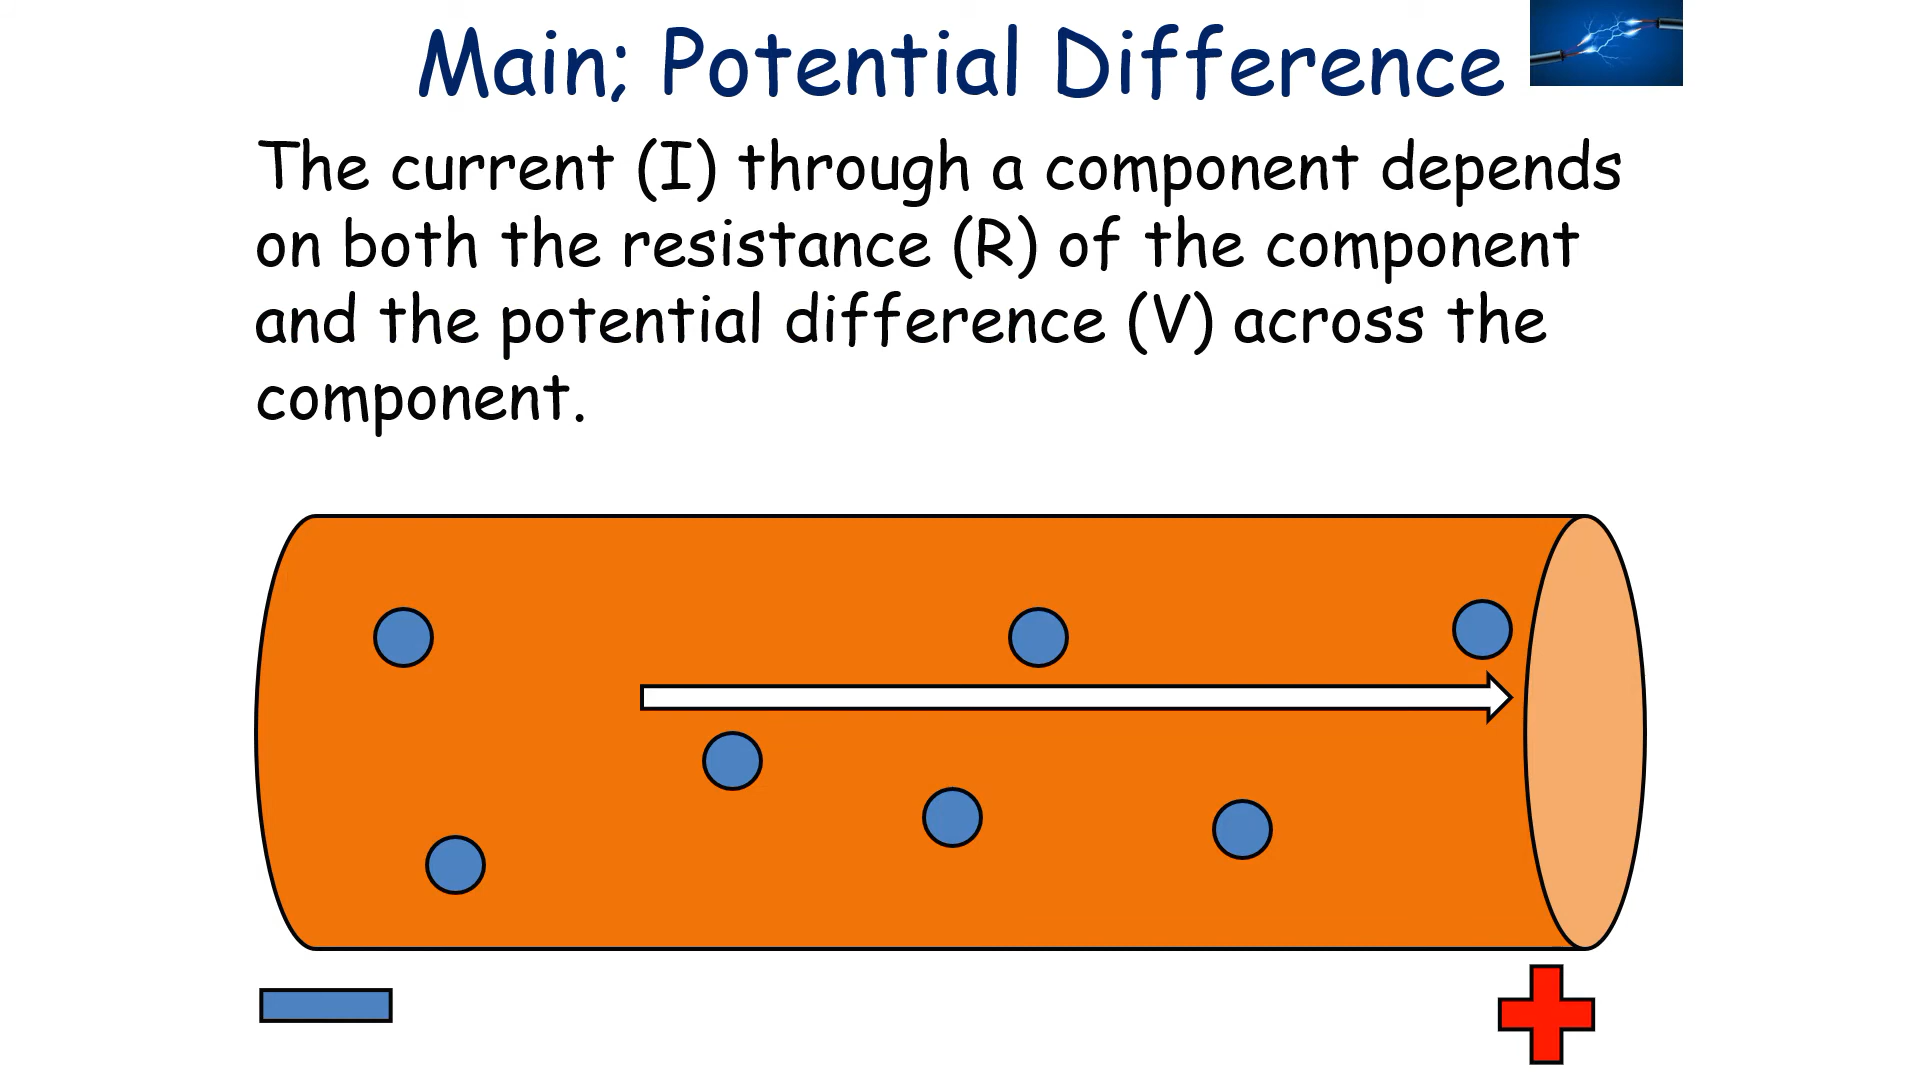 Main; Potential Difference
The current (I) through a component depends
on both the resistance (R) of the component
and the potential difference (V) across the
component.